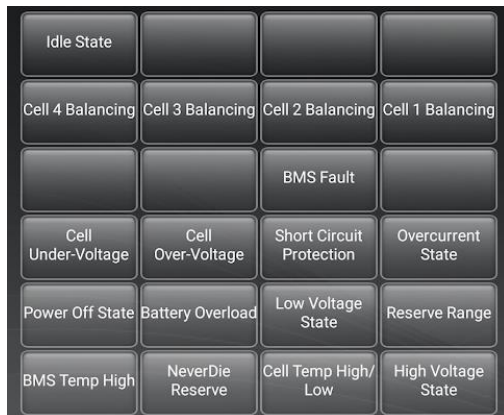 Idle State
Cell 4 Balancing
Cell 3 Balancing
Cell 2 Balancing
Cell 1 Balancing
BMS Fault
Cell
Under-Voltage
Cell
Over-Voltage
Short Circuit
Protection
Overcurrent
State
Power Off State
Battery Overload
Low Voltage
State
Reserve Range
BMS Temp High
NeverDie
Reserve
Cell Temp High/
Low
High Voltage
State